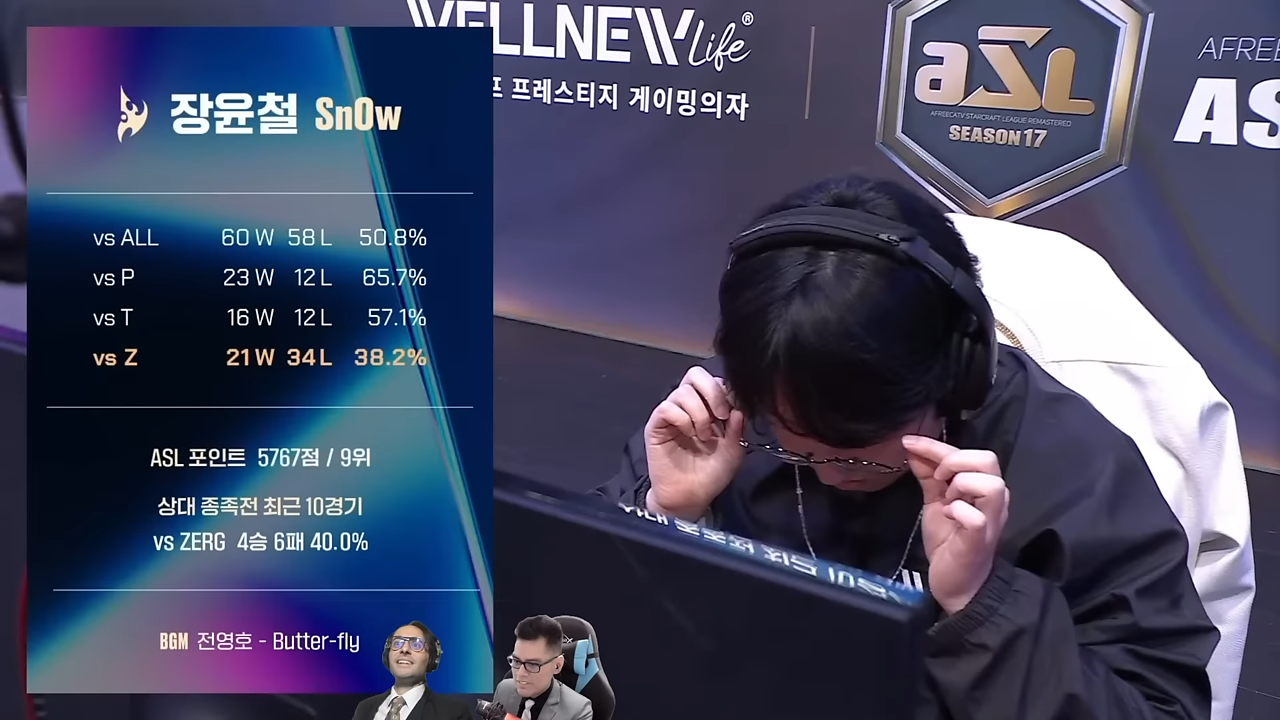 장윤철 Sn0w
vs ALL 60 W 58 L 50.8%
vs P 23 W 12 L 65.7%
vs T 16 W 12 L 57.1%
vs Z 21 W 34 L 38.2%
ASL 포인트 5767점 / 9위
상대 종족전 최근 10경기
vs ZERG 4승 6패 40.0%
BGM 전영호 - Butter-fly
WELLNEW Life®
프레스티지 게이밍의자
aSL
AFREECATV STARCRAFT LEAGUE REMASTERED
SEASON 17